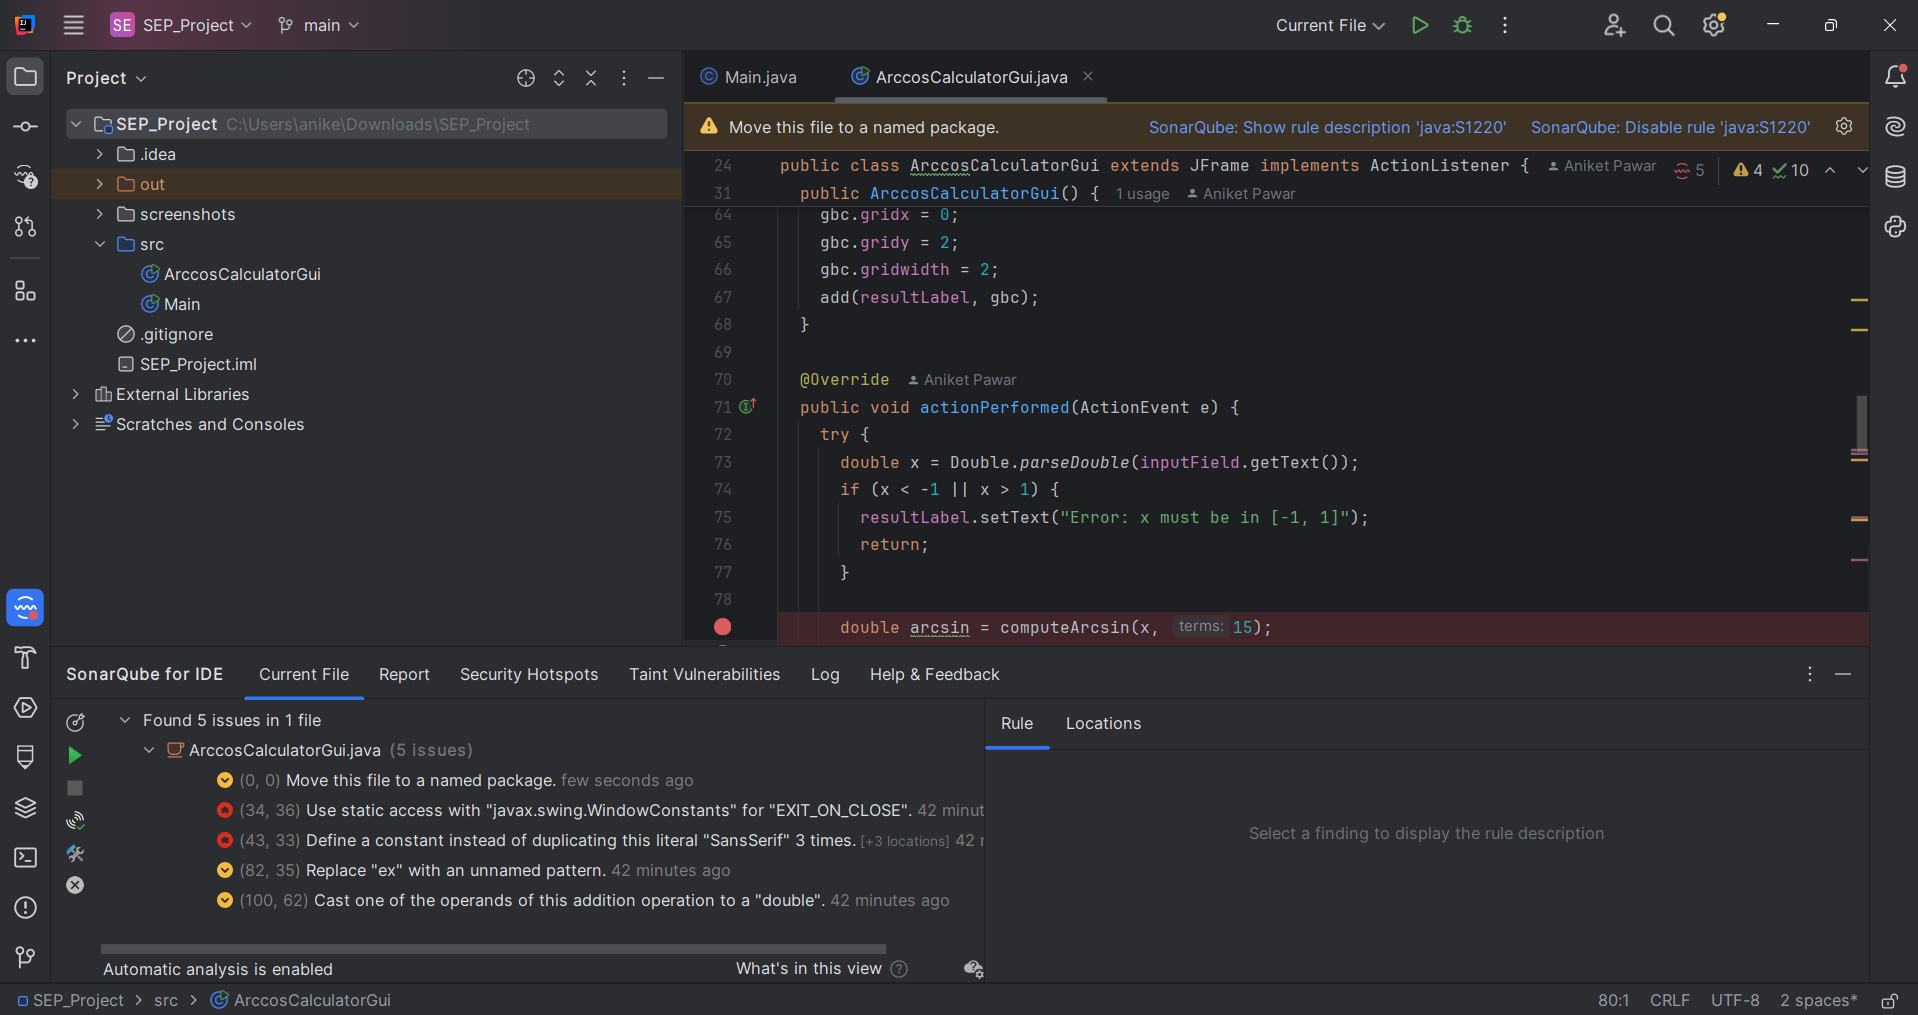 SE SEP_Project main Current File
Project
SEP_Project C:\Users\anike\Downloads\SEP_Project
.idea
out
screenshots
src
ArccosCalculatorGui
Main
.gitignore
SEP_Project.iml
External Libraries
Scratches and Consoles
Main.java ArccosCalculatorGui.java
Move this file to a named package. SonarQube: Show rule description 'java:S1220' SonarQube: Disable rule 'java:S1220'
24 public class ArccosCalculatorGui extends JFrame implements ActionListener { Aniket Pawar 5 4 10
31 public ArccosCalculatorGui() { 1 usage Aniket Pawar
64 gbc.gridx = 0;
65 gbc.gridy = 2;
66 gbc.gridwidth = 2;
67 add(resultLabel, gbc);
68 }
69
70 @Override Aniket Pawar
71 public void actionPerformed(ActionEvent e) {
72 try {
73 double x = Double.parseDouble(inputField.getText());
74 if (x < -1 || x > 1) {
75 resultLabel.setText("Error: x must be in [-1, 1]");
76 return;
77 }
78
double arcsin = computeArcsin(x, terms: 15);
SonarQube for IDE Current File Report Security Hotspots Taint Vulnerabilities Log Help & Feedback
Found 5 issues in 1 file
ArccosCalculatorGui.java (5 issues)
(0, 0) Move this file to a named package. few seconds ago
(34, 36) Use static access with "javax.swing.WindowConstants" for "EXIT_ON_CLOSE". 42 minut
(43, 33) Define a constant instead of duplicating this literal "SansSerif" 3 times. [+3 locations] 42
(82, 35) Replace "ex" with an unnamed pattern. 42 minutes ago
(100, 62) Cast one of the operands of this addition operation to a "double". 42 minutes ago
Automatic analysis is enabled What's in this view
Rule Locations
Select a finding to display the rule description
SEP_Project > src > ArccosCalculatorGui 80:1 CRLF UTF-8 2 spaces*